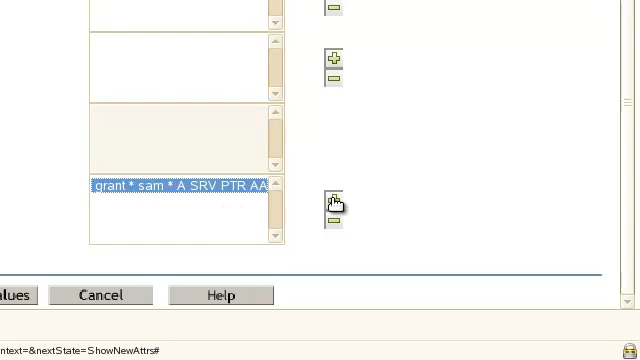 grant * sam * A SRV PTR AA
alues Cancel Help
ntext=&nextState=ShowNewAttrs#